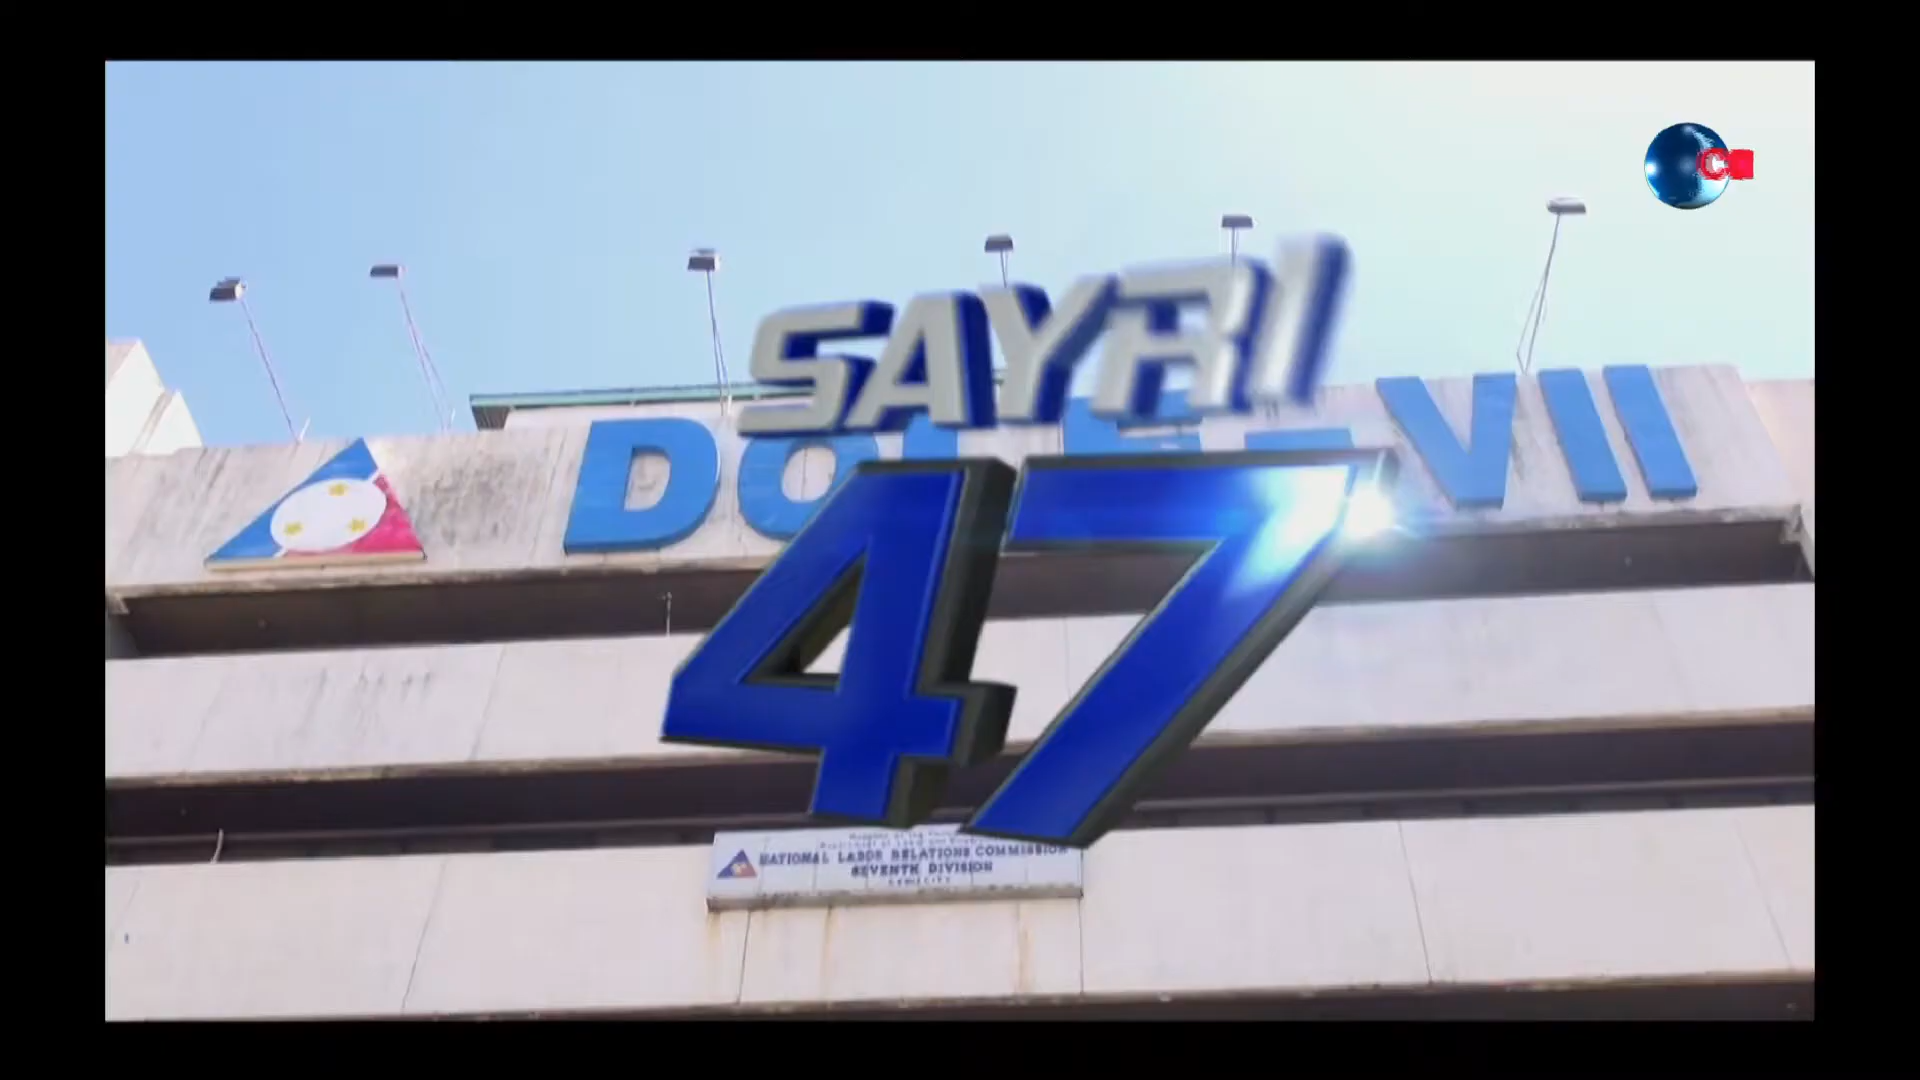 C
SAYRI
47
DOLE-VII
NATIONAL LABOR RELATIONS COMMISSION
SEVENTH DIVISION